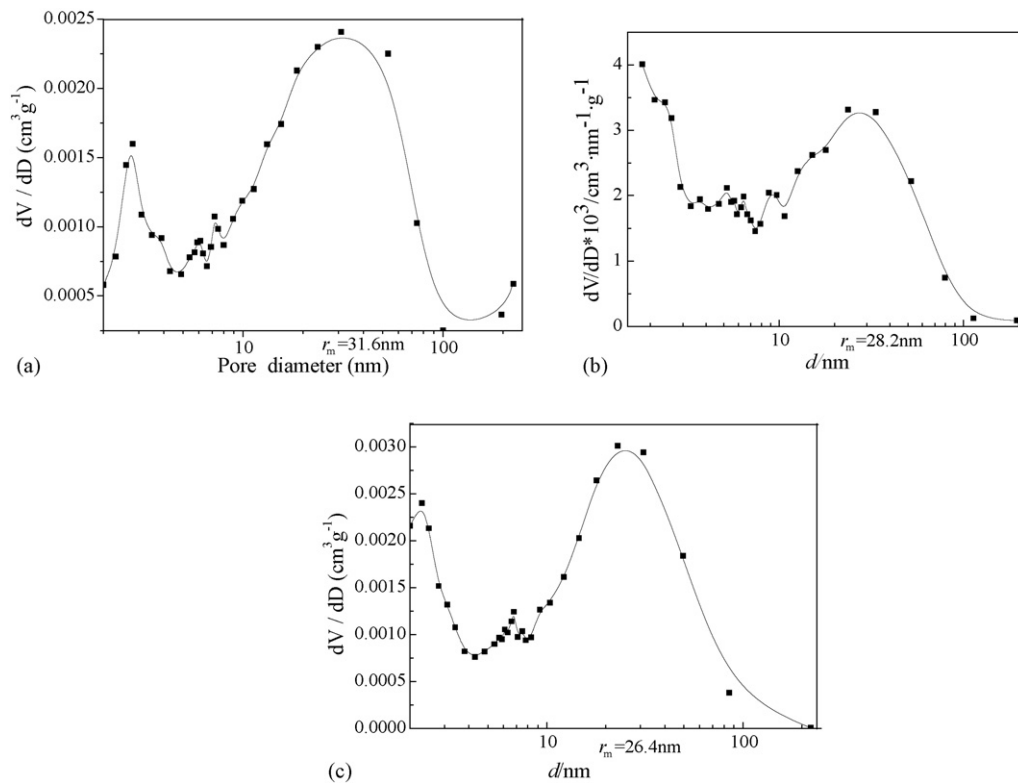 0.0025
0.0020
0.0015
0.0010
0.0005
dV / dD (cm³g⁻¹)
10
100
r_m=31.6nm
Pore diameter (nm)
(a)
4
3
2
1
0
dV/dD*10³/cm³·nm⁻¹·g⁻¹
10
100
r_m=28.2nm
d/nm
(b)
0.0030
0.0025
0.0020
0.0015
0.0010
0.0005
0.0000
dV / dD (cm³g⁻¹)
10
100
r_m=26.4nm
d/nm
(c)